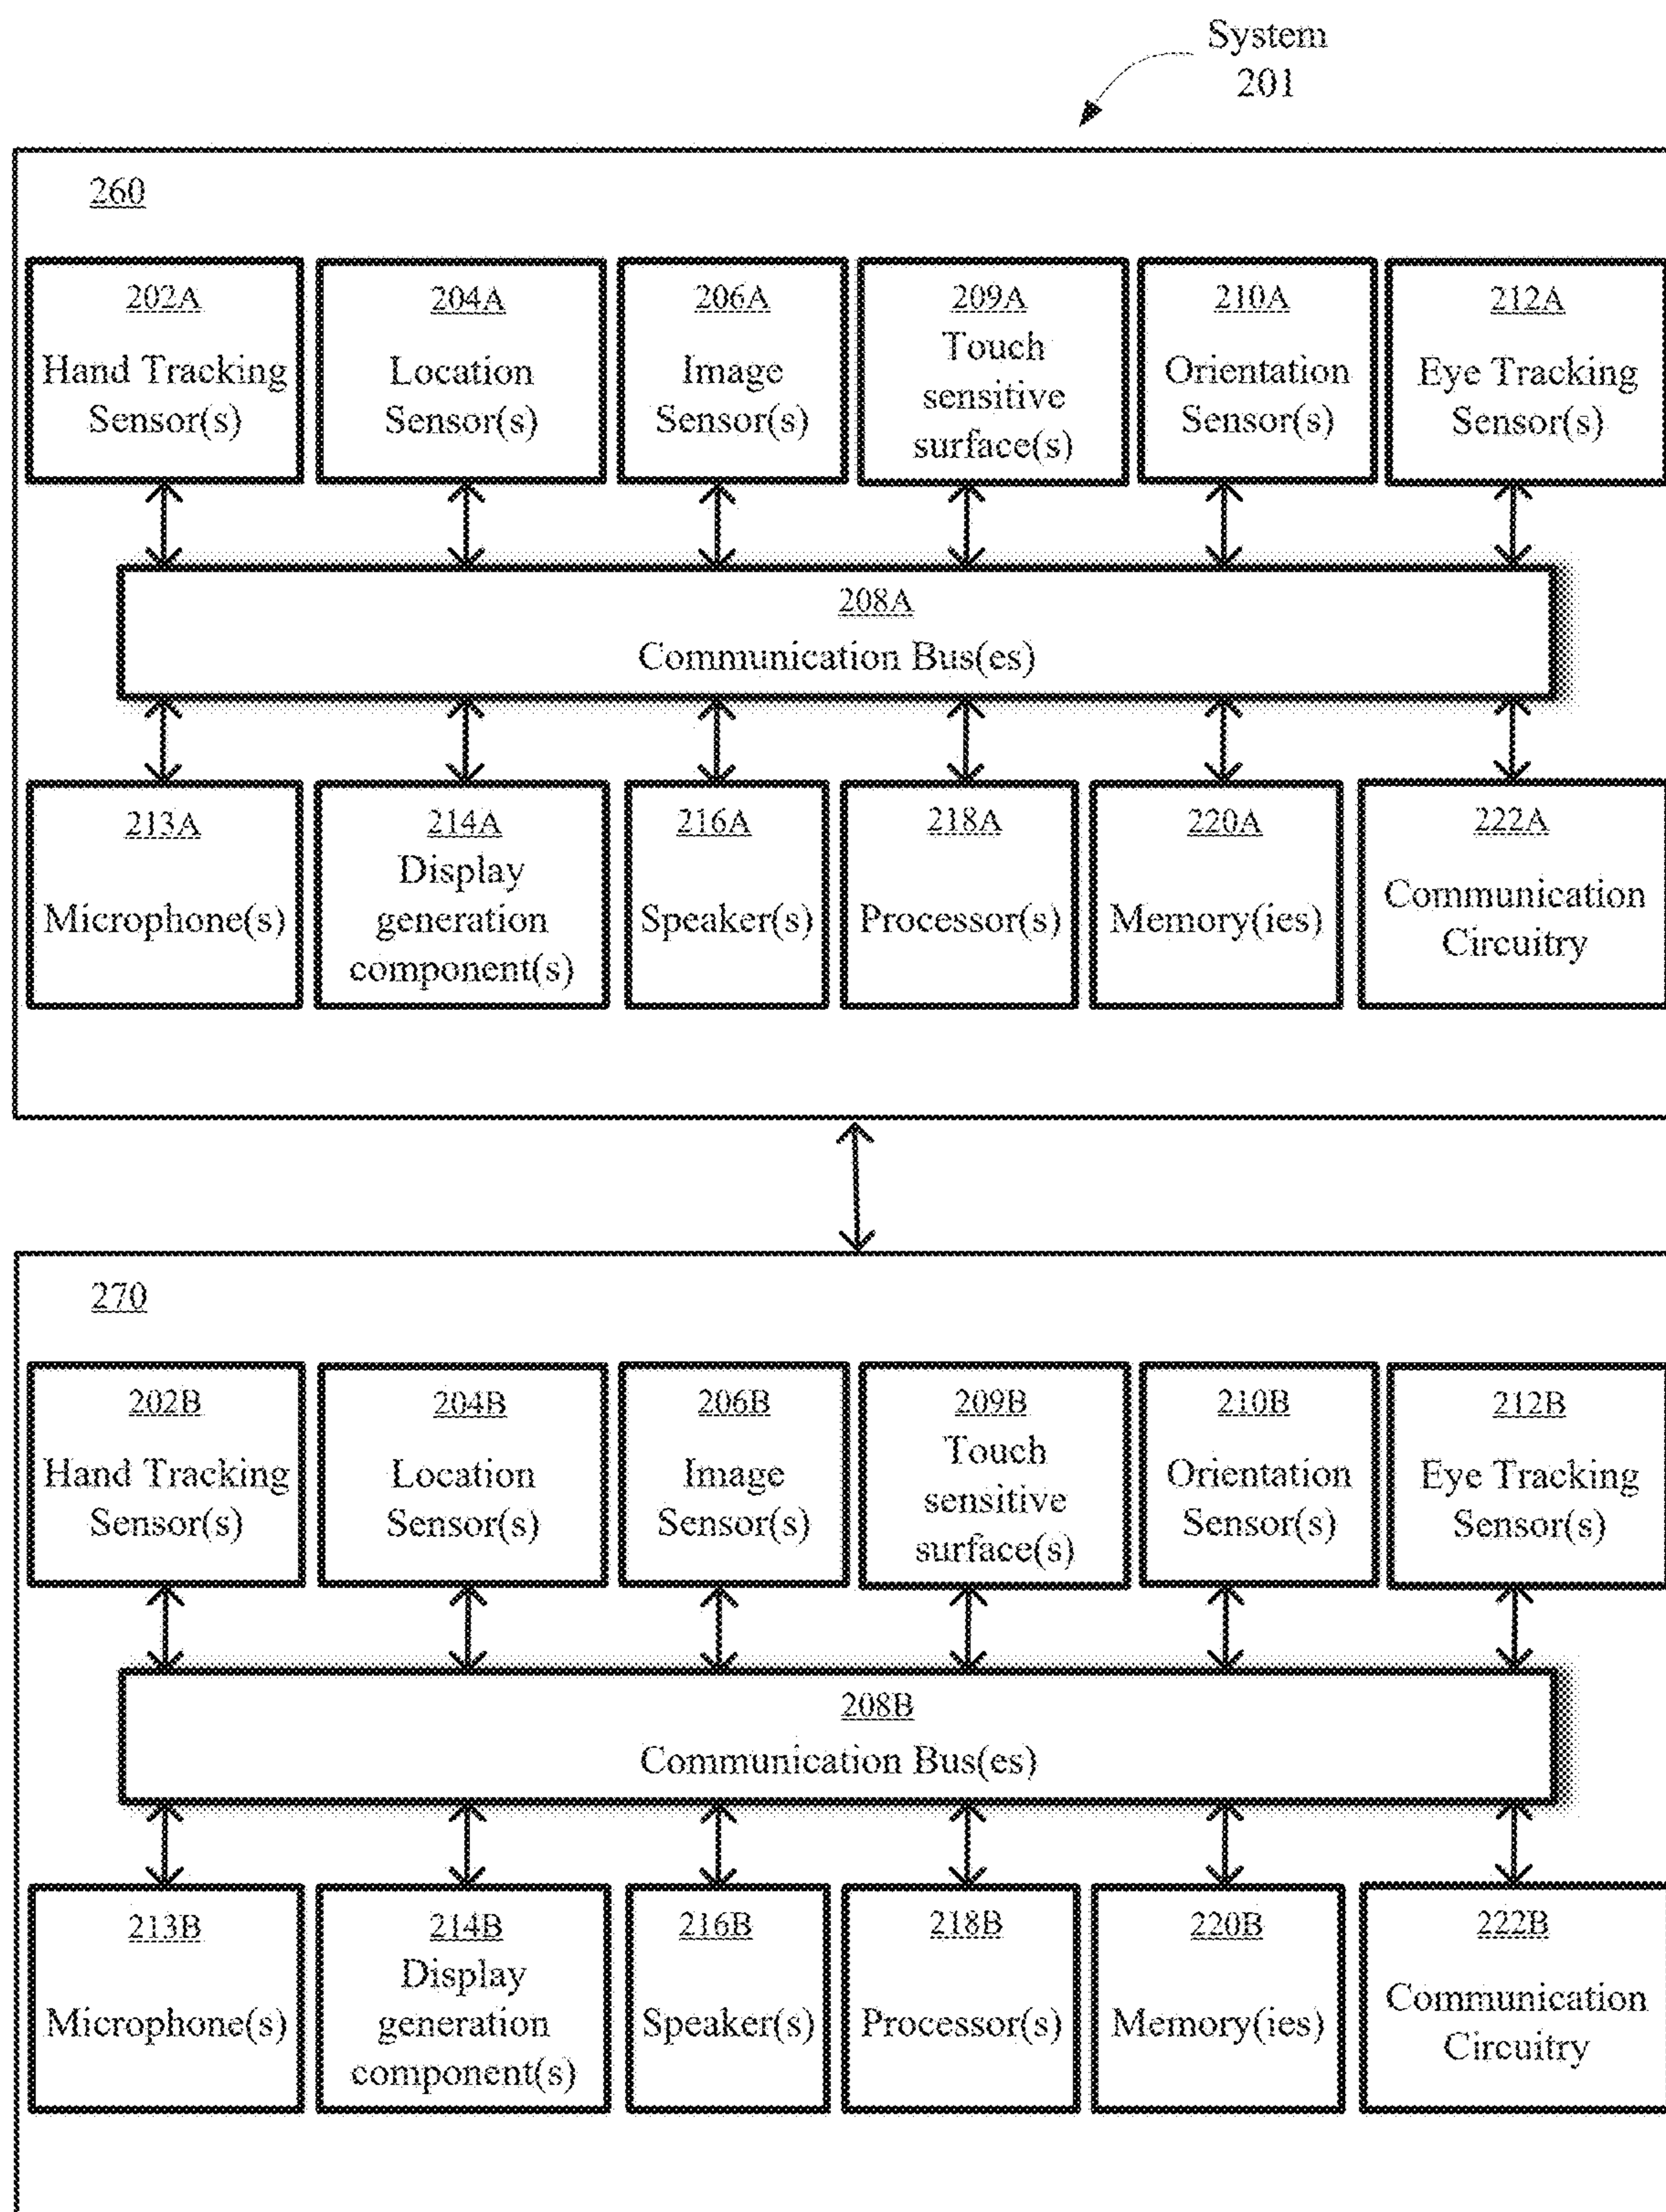 System
201
260
202A
Hand Tracking
Sensor(s)
204A
Location
Sensor(s)
206A
Image
Sensor(s)
209A
Touch
sensitive
surface(s)
210A
Orientation
Sensor(s)
212A
Eye Tracking
Sensor(s)
208A
Communication Bus(es)
213A
Microphone(s)
214A
Display
generation
component(s)
216A
Speaker(s)
218A
Processor(s)
220A
Memory(ies)
222A
Communication
Circuitry
270
202B
Hand Tracking
Sensor(s)
204B
Location
Sensor(s)
206B
Image
Sensor(s)
209B
Touch
sensitive
surface(s)
210B
Orientation
Sensor(s)
212B
Eye Tracking
Sensor(s)
208B
Communication Bus(es)
213B
Microphone(s)
214B
Display
generation
component(s)
216B
Speaker(s)
218B
Processor(s)
220B
Memory(ies)
222B
Communication
Circuitry